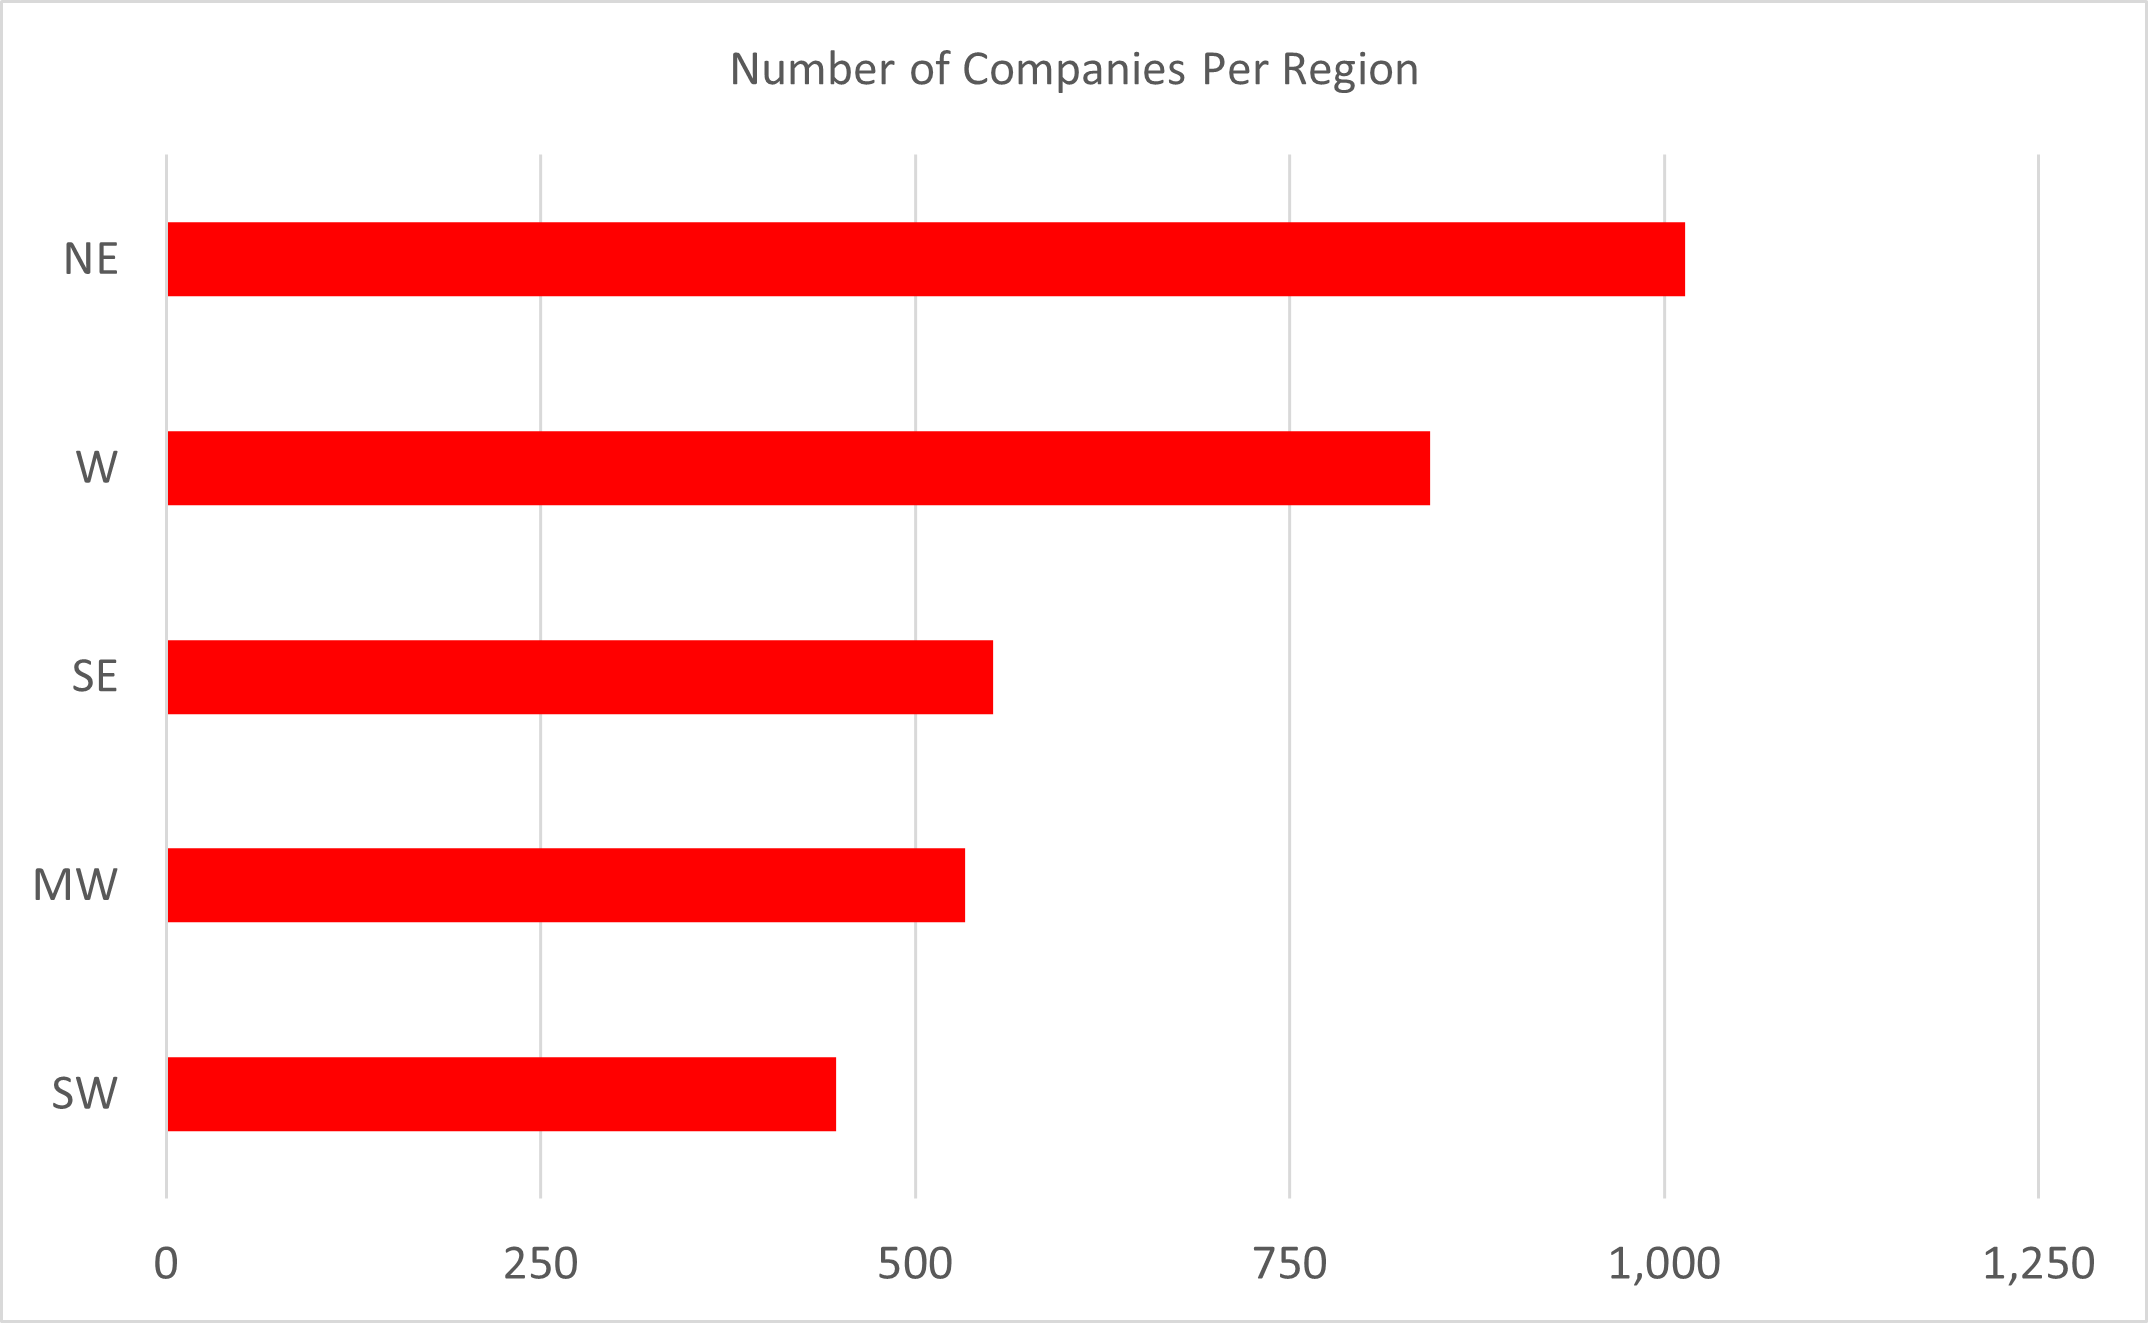 Number of Companies Per Region
NE
W
SE
MW
SW
0 250 500 750 1,000 1,250